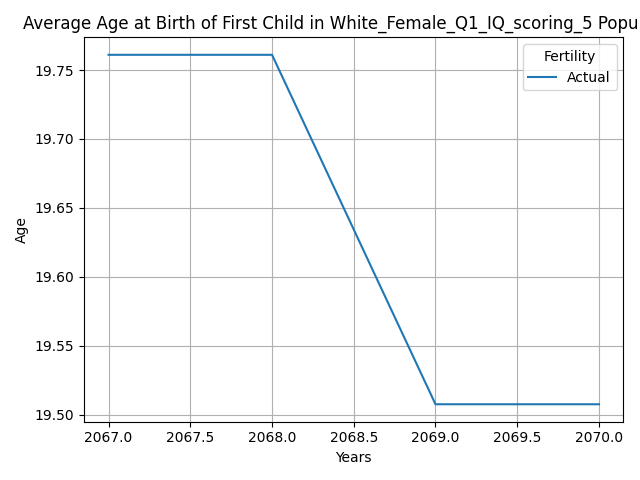 Average Age at Birth of First Child in White_Female_Q1_IQ_scoring_5 Popu
Fertility
Actual
19.75
19.70
19.65
19.60
19.55
19.50
Age
2067.0 2067.5 2068.0 2068.5 2069.0 2069.5 2070.0
Years